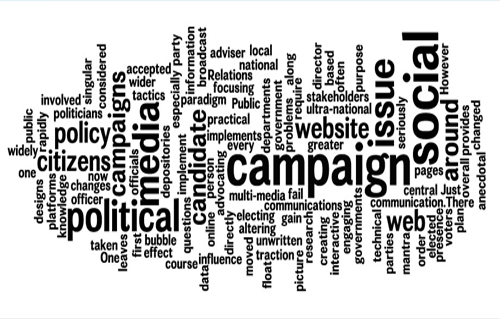 campaign
social
political
media
issue
candidate
campaigns
website
citizens
policy
web
around
public
widely
rapidly
one
designs
platforms
knowledge
involved
politicians
singular
considered
accepted
wider
tactics
now
changes
officer
officials
depositories
taken
One
leaves
first
bubble
effect
especially
party
information
broadcast
paradigm
adviser
local
national
Relations
focusing
Public
practical
implements
every
advocating
implement
questions
online
person
directly
course
data
influence
moved
float
multi-media
fail
electing
altering
unwritten
traction
gain
communications
picture
research
creating
interactive
engaging
governments
departments
government
problems
along
require
director
based
often
purpose
stakeholders
ultra-national
greater
seriously
However
pages
central
Just
communication.There
technical
parties
mantra
order
elected
presence
voters
plan
overall
provides
anecdotal
changed